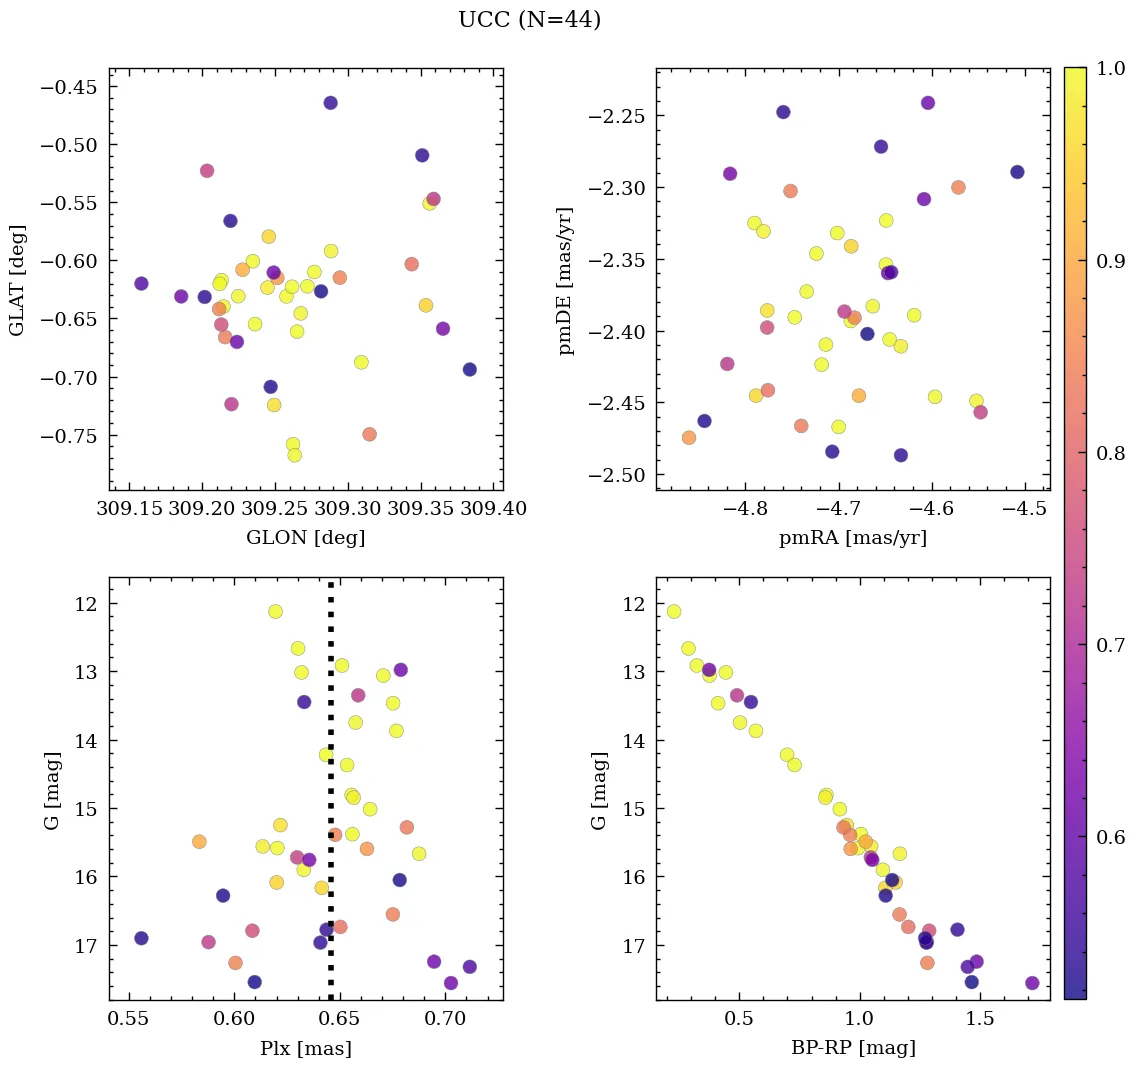 UCC (N=44)
−0.45
−0.50
−0.55
−0.60
−0.65
−0.70
−0.75
GLAT [deg]
309.15 309.20 309.25 309.30 309.35 309.40
GLON [deg]
−2.25
−2.30
−2.35
−2.40
−2.45
−2.50
pmDE [mas/yr]
−4.8 −4.7 −4.6 −4.5
pmRA [mas/yr]
12
13
14
15
16
17
G [mag]
0.55 0.60 0.65 0.70
Plx [mas]
12
13
14
15
16
17
G [mag]
0.5 1.0 1.5
BP-RP [mag]
1.0
0.9
0.8
0.7
0.6